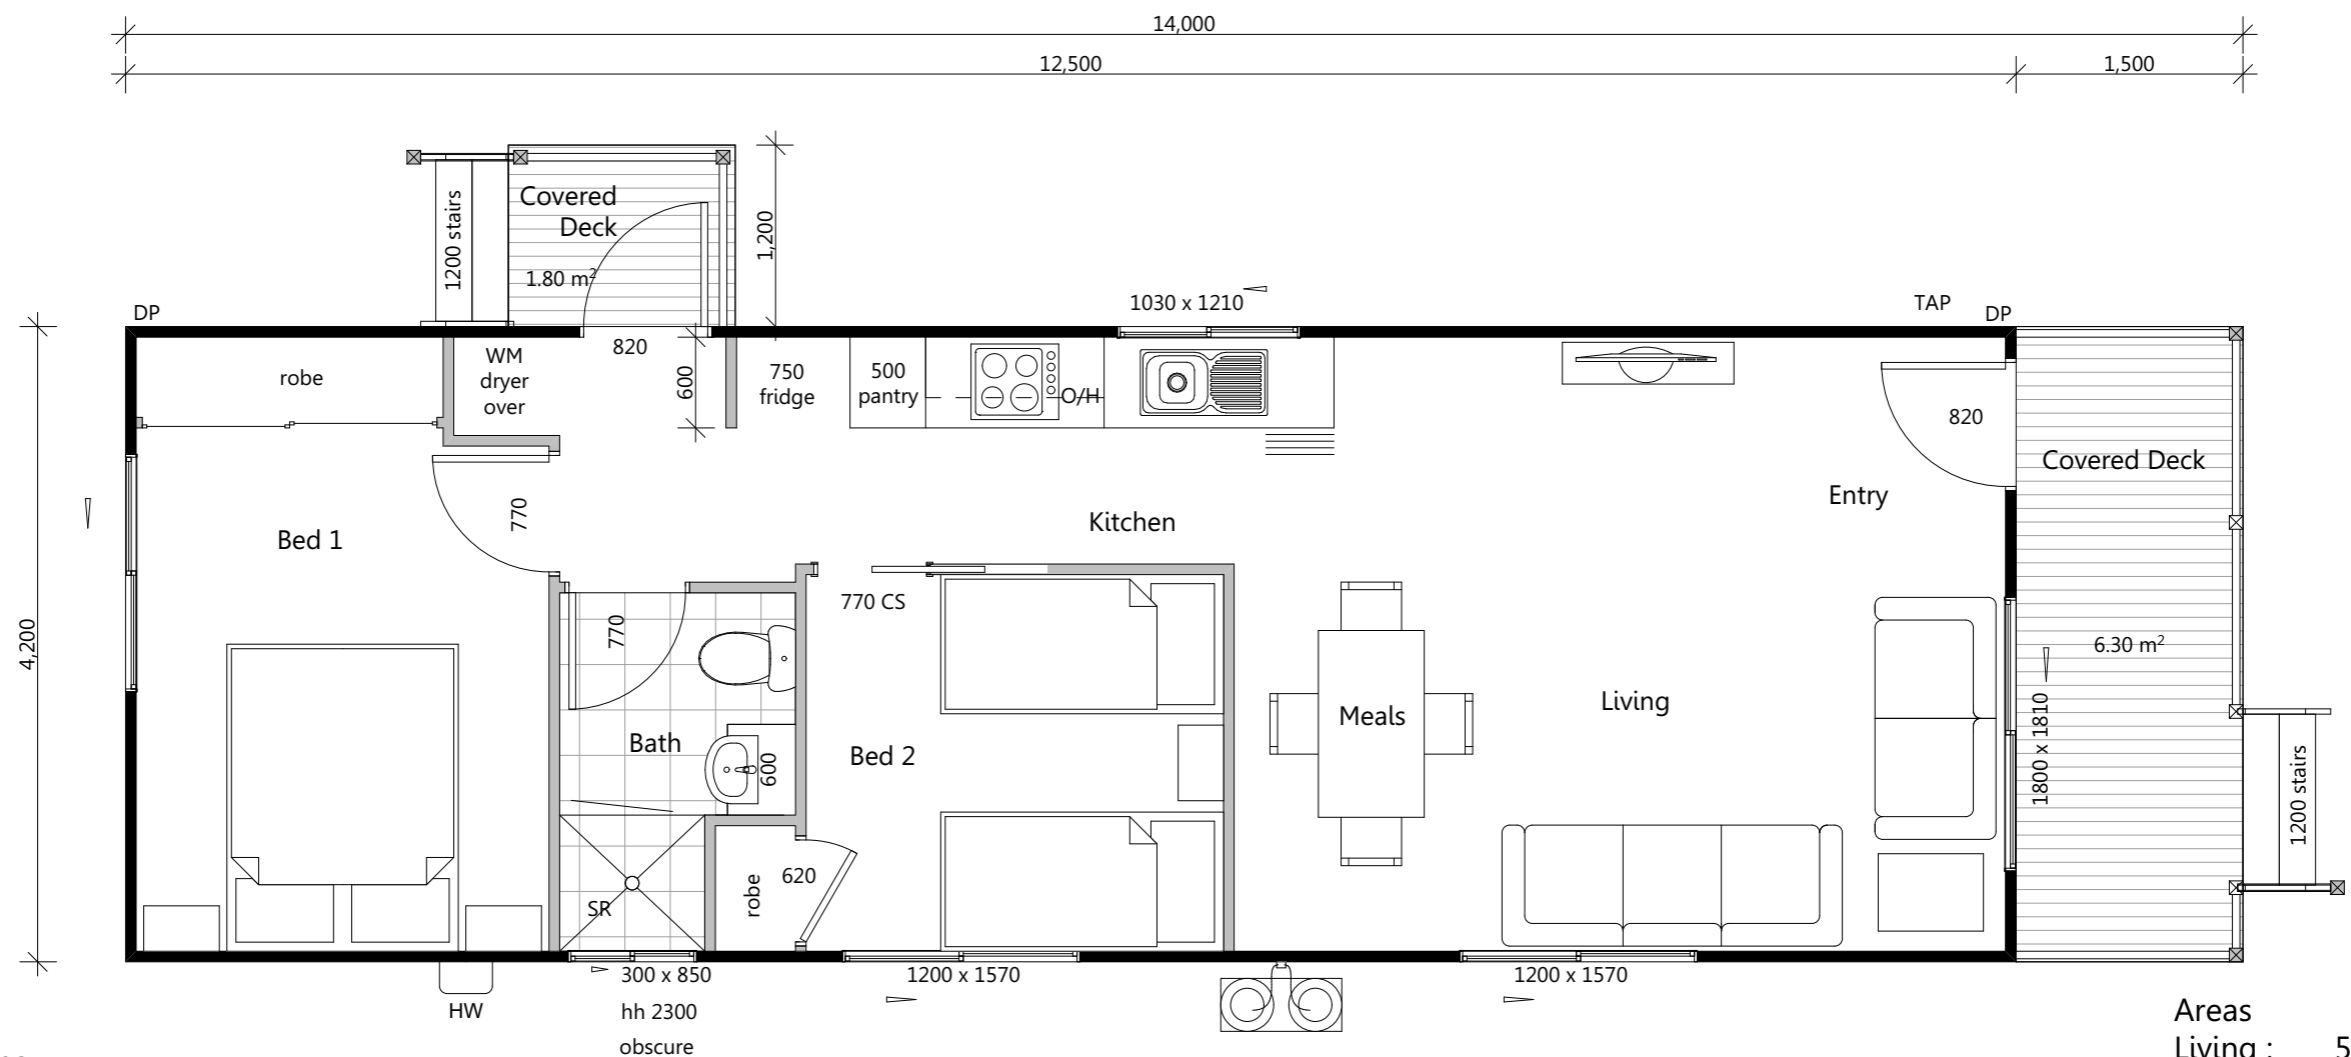 14,000
12,500
1,500
Covered
Deck
1.80 m²
1200 stairs
1,200
DP
1030 x 1210
TAP
DP
robe
WM
dryer
over
820
600
750
fridge
500
pantry
O/H
820
Covered Deck
Entry
770
Kitchen
Bed 1
4,200
770 CS
770
6.30 m²
Living
Meals
1800 x 1810
Bath
600
Bed 2
1200 stairs
robe
620
SR
300 x 850
hh 2300
obscure
1200 x 1570
1200 x 1570
HW
Areas
Living : 5